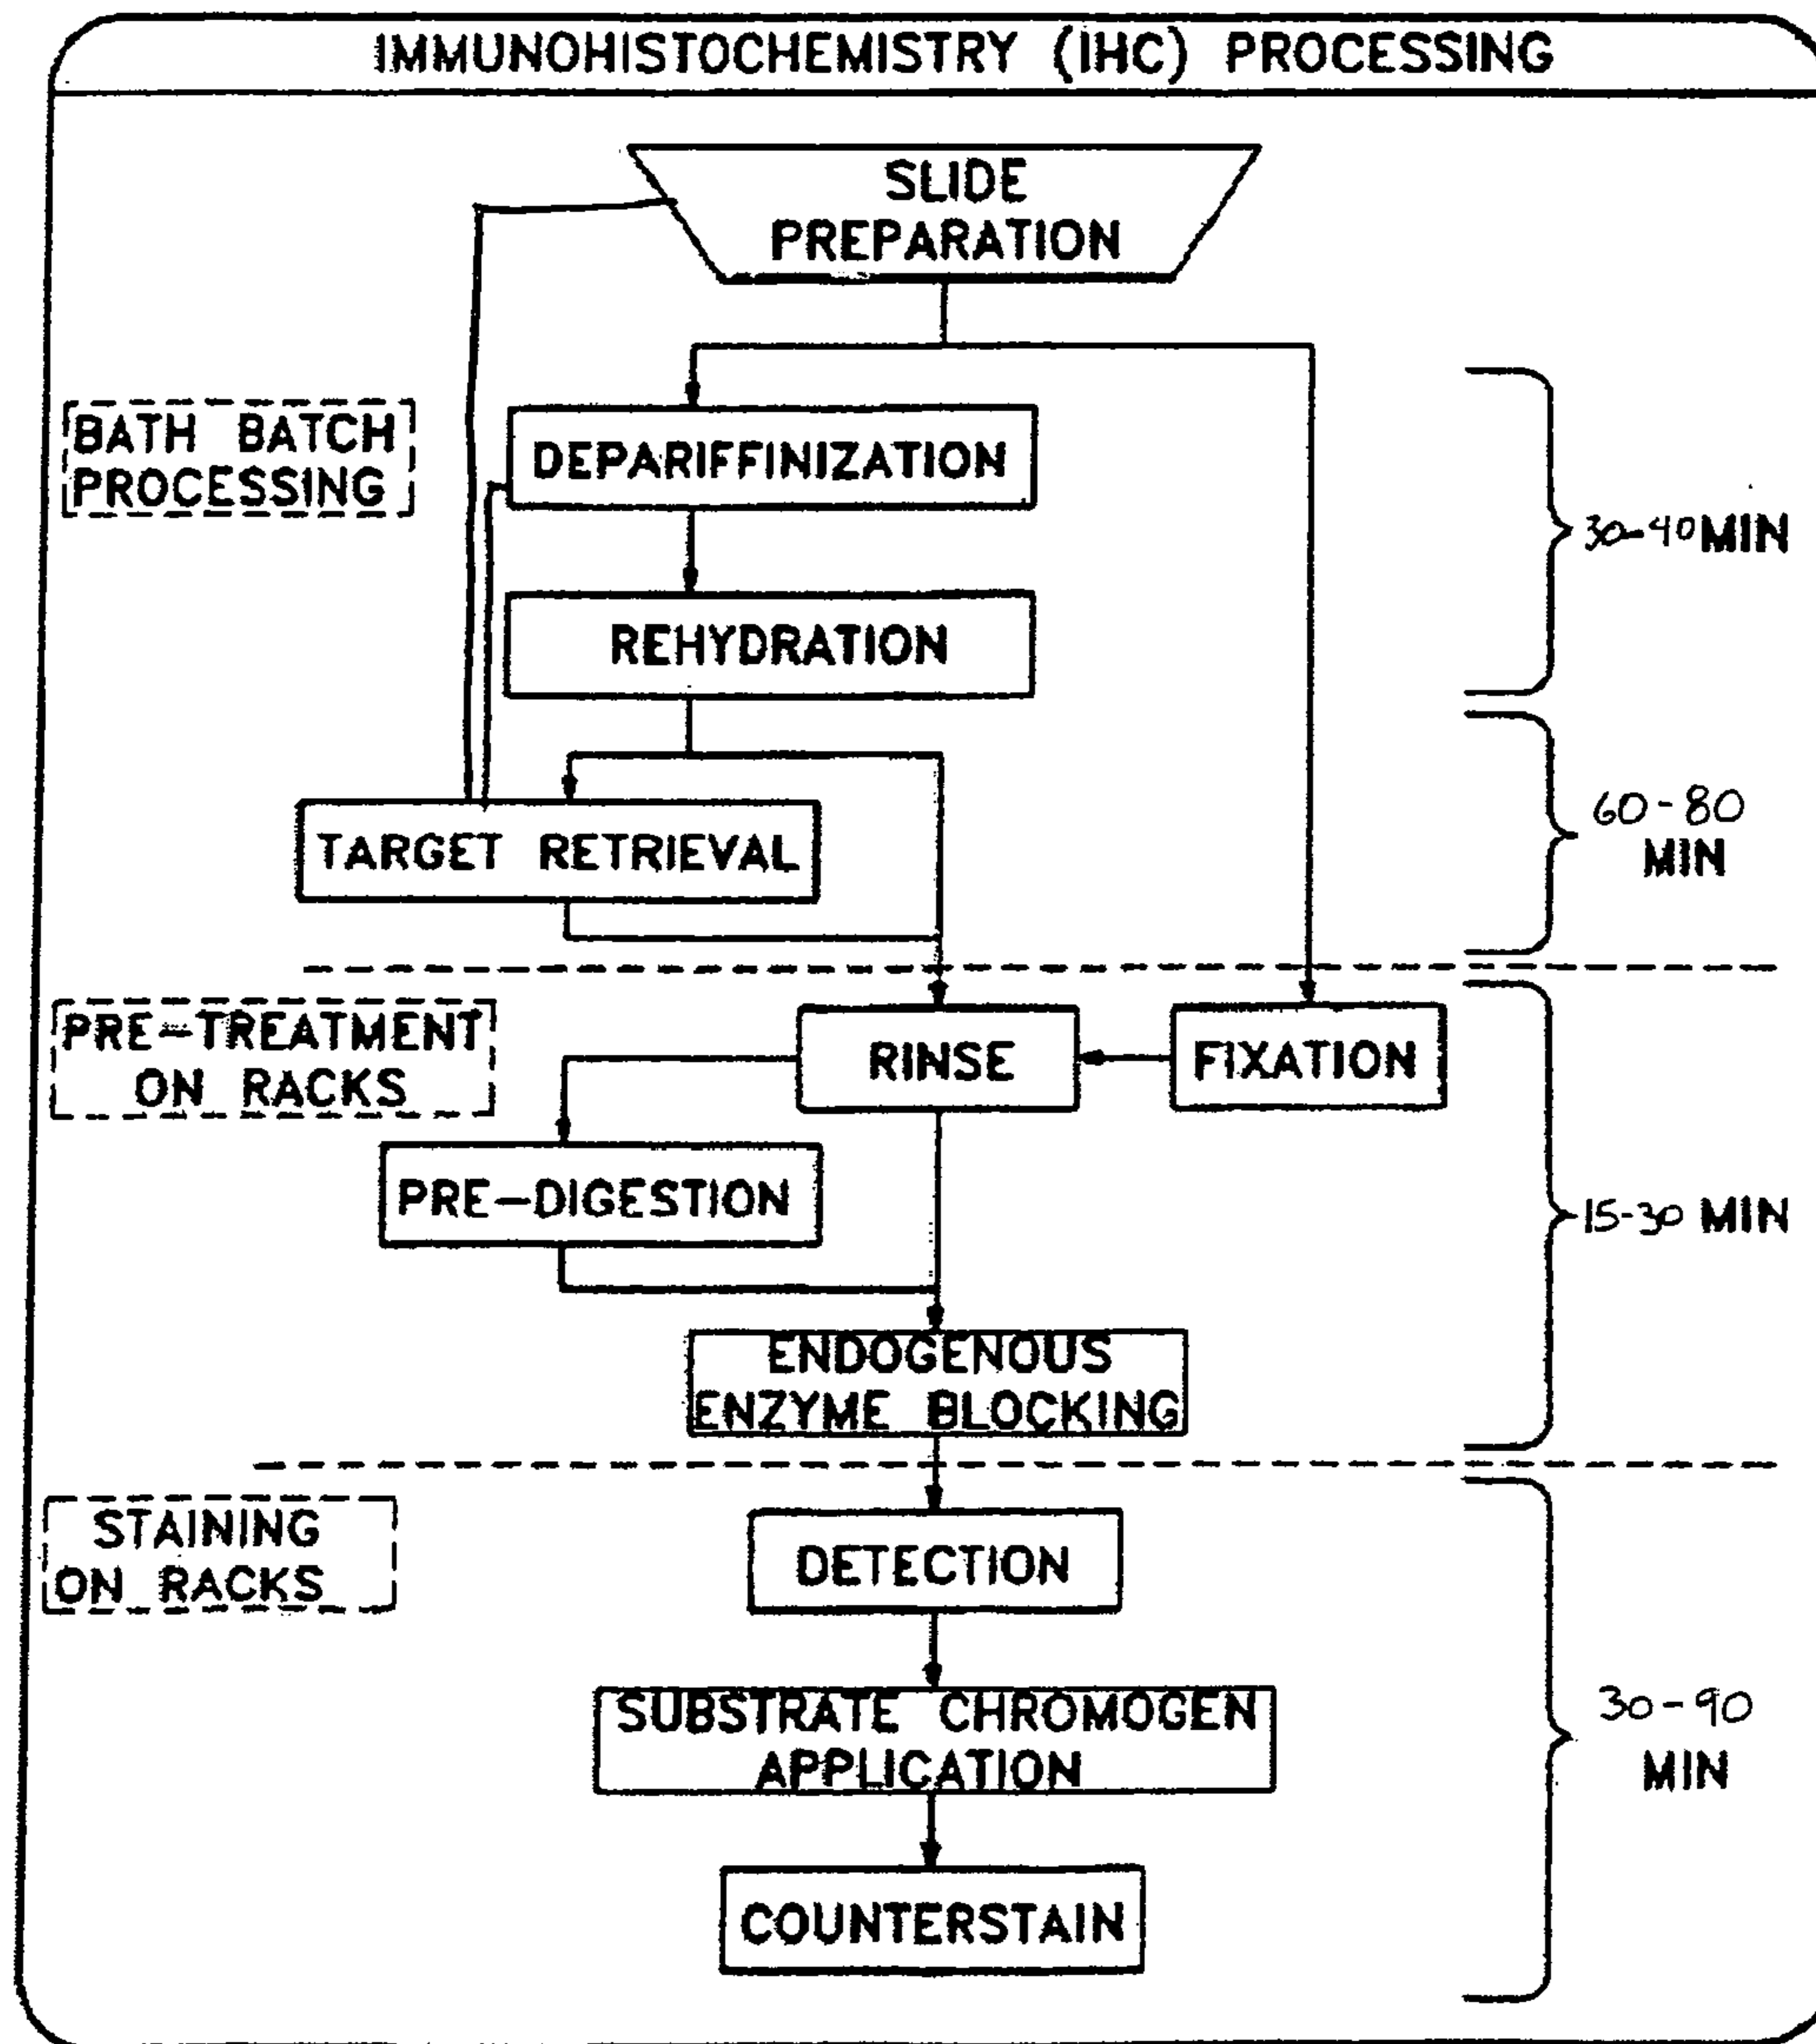 IMMUNOHISTOCHEMISTRY (IHC) PROCESSING
SLIDE
PREPARATION
BATH BATCH
PROCESSING
DEPARIFFINIZATION
30-40 MIN
REHYDRATION
TARGET RETRIEVAL
60-80
MIN
PRE-TREATMENT
ON RACKS
RINSE
FIXATION
PRE-DIGESTION
15-30 MIN
ENDOGENOUS
ENZYME BLOCKING
STAINING
ON RACKS
DETECTION
SUBSTRATE CHROMOGEN
APPLICATION
30-90
MIN
COUNTERSTAIN